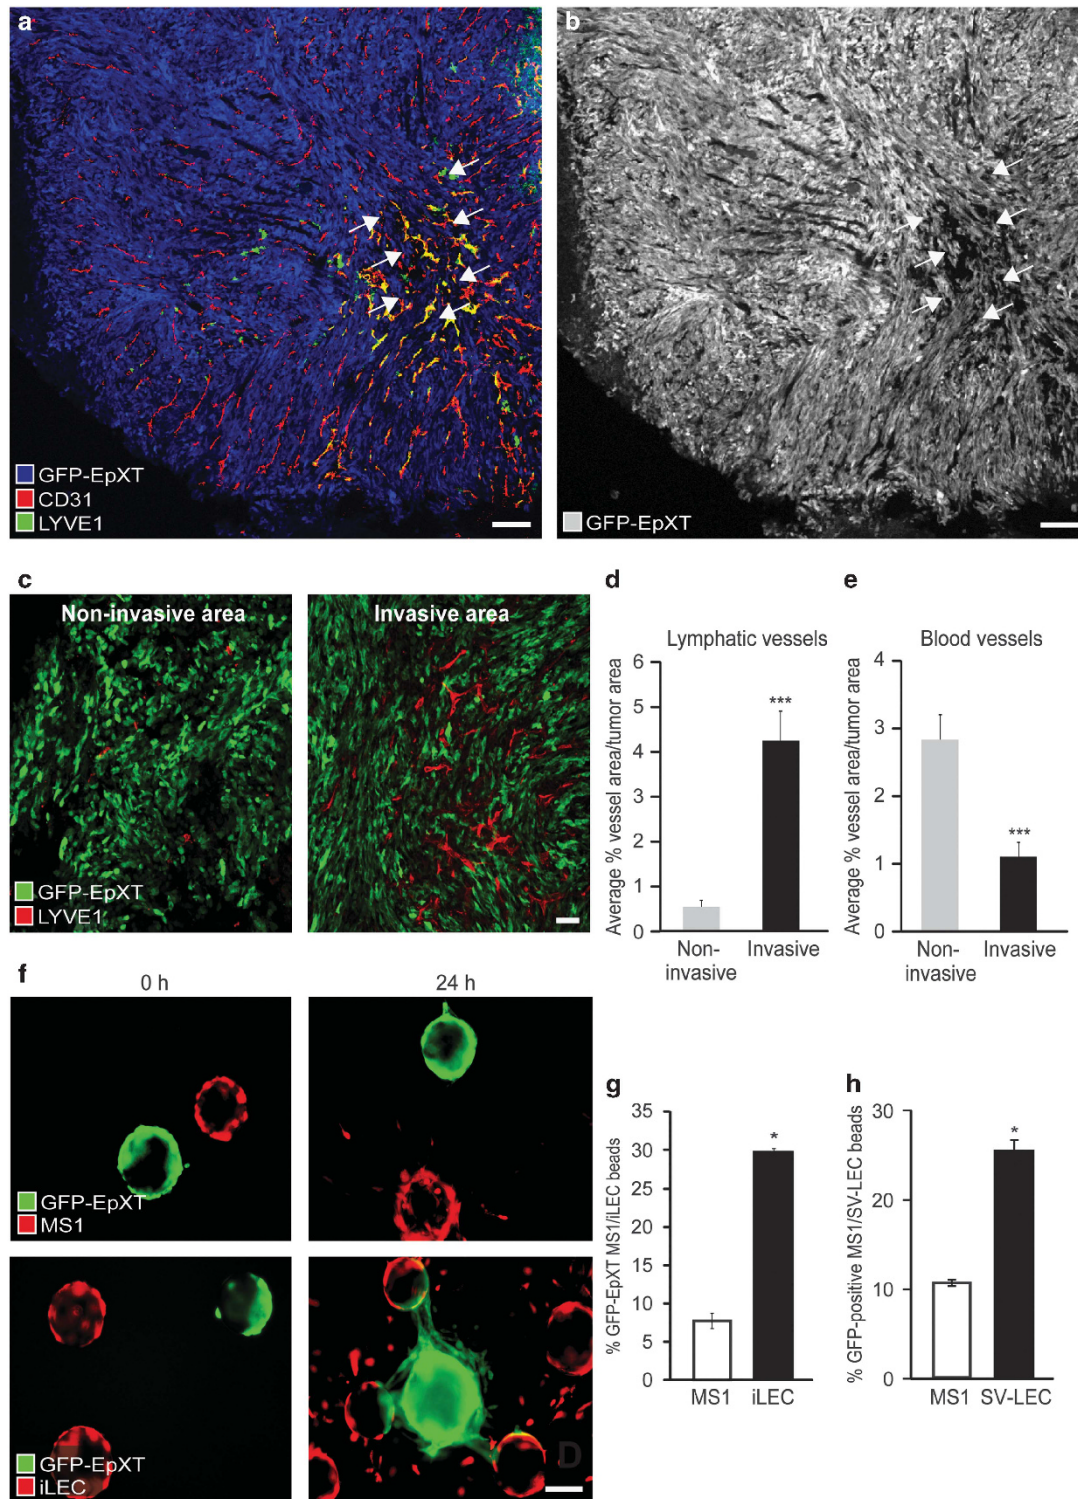 a
GFP-EpXT
CD31
LYVE1
b
GFP-EpXT
c
Non-invasive area
Invasive area
GFP-EpXT
LYVE1
d
Lymphatic vessels
Average % vessel area/tumor area
6
5
4
3
2
1
0
***
Non-
invasive
Invasive
e
Blood vessels
Average % vessel area/tumor area
4
3
2
1
0
***
Non-
invasive
Invasive
f
0 h
24 h
GFP-EpXT
MS1
GFP-EpXT
iLEC
D
g
% GFP-EpXT MS1/iLEC beads
35
30
25
20
15
10
5
0
*
MS1
iLEC
h
% GFP-positive MS1/SV-LEC beads
30
20
10
0
*
MS1
SV-LEC